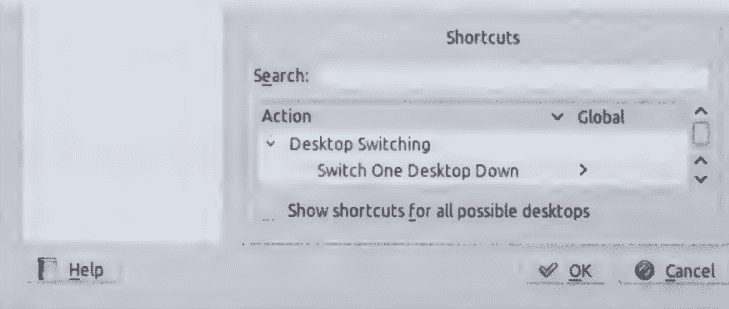 Shortcuts
Search:
Action Global
Desktop Switching
Switch One Desktop Down
Show shortcuts for all possible desktops
Help OK Cancel